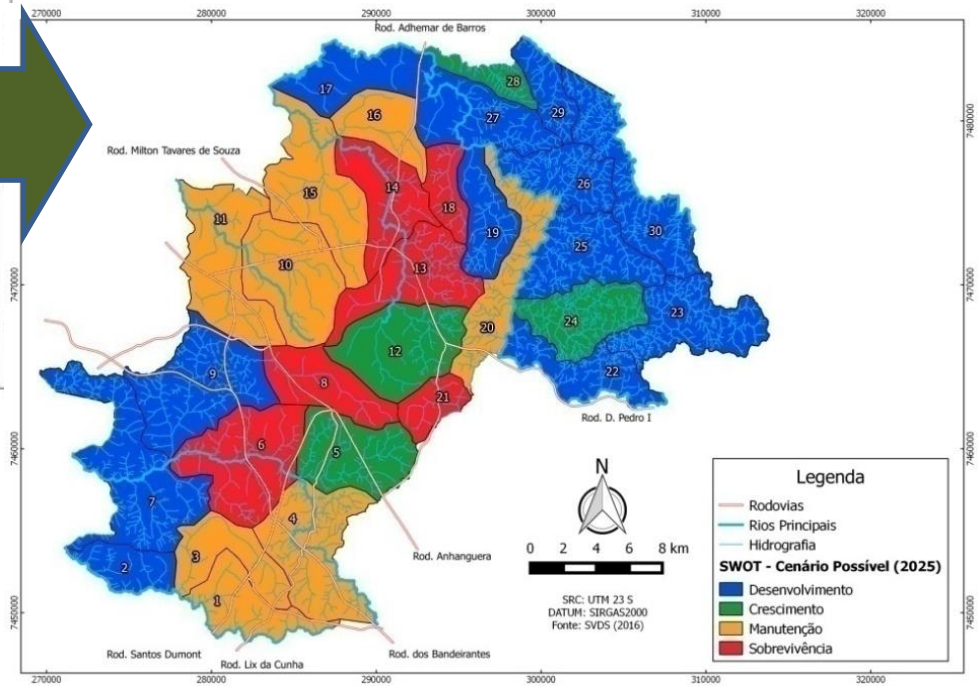 270000 280000 290000 300000 310000 320000
Rod. Adhemar de Barros
28
17
29
16
27
7480000 7480000
Rod. Milton Tavares de Souza
26
14
15
18
11
19
30
25
13
10
7470000 7470000
23
24
20
12
22
9
8
21
Rod. D. Pedro I
6
5
7460000 7460000
7
4
Rod. Anhanguera
3
2
1
7450000 7450000
Rod. Santos Dumont
Rod. Lix da Cunha
Rod. dos Bandeirantes
N
0 2 4 6 8 km
SRC: UTM 23 S
DATUM: SIRGAS2000
Fonte: SVDS (2016)
Legenda
Rodovias
Rios Principais
Hidrografia
SWOT - Cenário Possível (2025)
Desenvolvimento
Crescimento
Manutenção
Sobrevivência
270000 280000 290000 300000 310000 320000